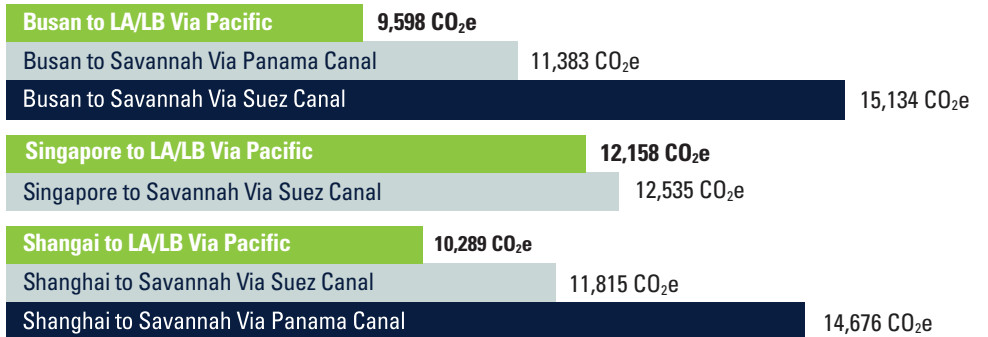 Busan to LA/LB Via Pacific 9,598 CO₂e
Busan to Savannah Via Panama Canal 11,383 CO₂e
Busan to Savannah Via Suez Canal 15,134 CO₂e
Singapore to LA/LB Via Pacific 12,158 CO₂e
Singapore to Savannah Via Suez Canal 12,535 CO₂e
Shangai to LA/LB Via Pacific 10,289 CO₂e
Shanghai to Savannah Via Suez Canal 11,815 CO₂e
Shanghai to Savannah Via Panama Canal 14,676 CO₂e